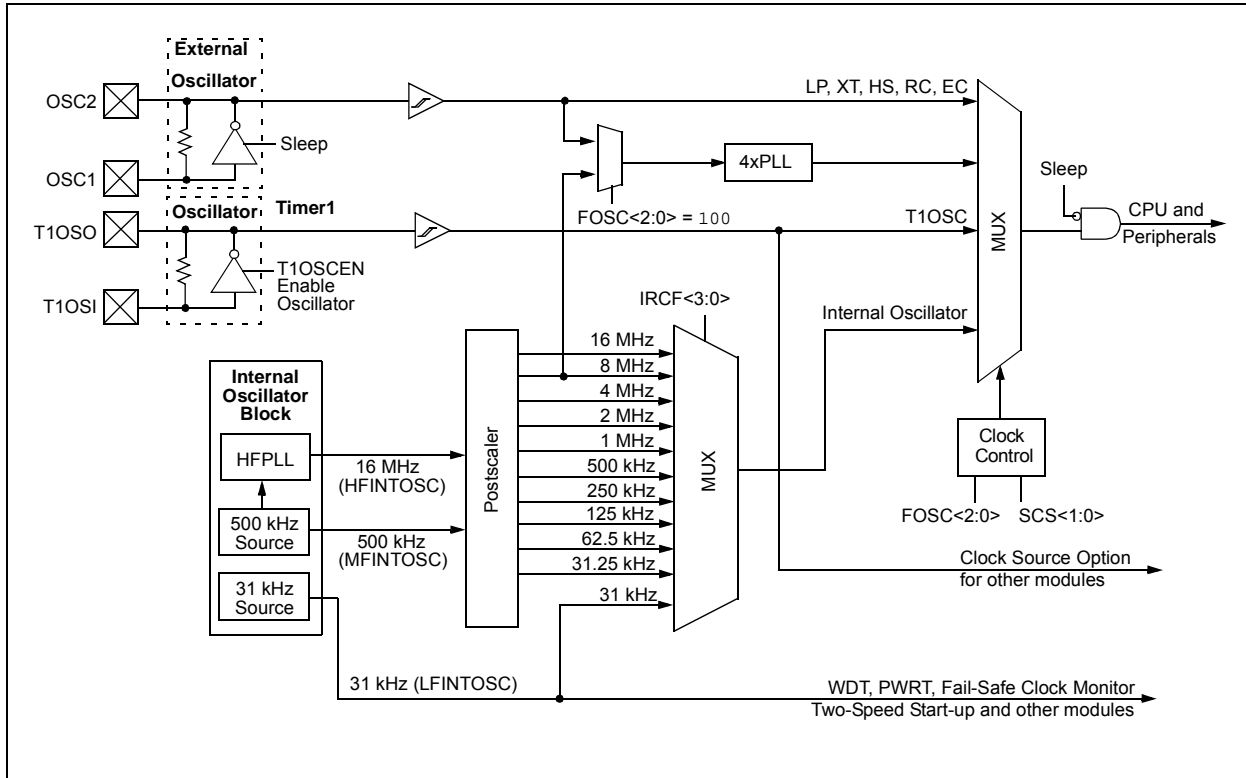 External
Oscillator
OSC2
Sleep
OSC1
LP, XT, HS, RC, EC
4xPLL
FOSC<2:0> = 100
Sleep
MUX
CPU and
Peripherals
Oscillator
Timer1
T1OSO
T1OSC
T1OSCEN
Enable
Oscillator
T1OSI
IRCF<3:0>
Internal Oscillator
Internal
Oscillator
Block
HFPLL
500 kHz
Source
31 kHz
Source
16 MHz
(HFINTOSC)
500 kHz
(MFINTOSC)
Postscaler
16 MHz
8 MHz
4 MHz
2 MHz
1 MHz
500 kHz
250 kHz
125 kHz
62.5 kHz
31.25 kHz
31 kHz
MUX
Clock
Control
FOSC<2:0>
SCS<1:0>
Clock Source Option
for other modules
31 kHz (LFINTOSC)
WDT, PWRT, Fail-Safe Clock Monitor
Two-Speed Start-up and other modules